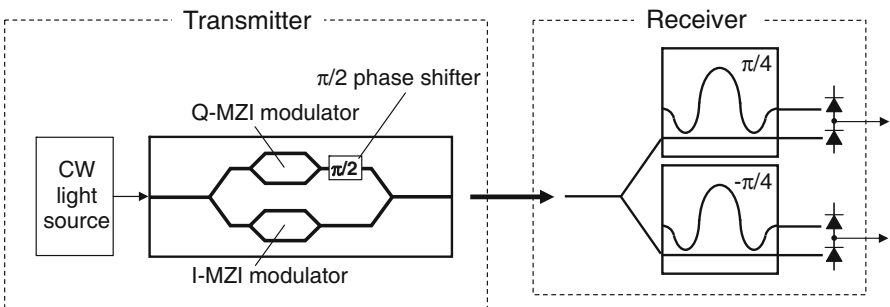 Transmitter
Receiver
π/2 phase shifter
Q-MZI modulator
π/2
CW
light
source
I-MZI modulator
π/4
-π/4